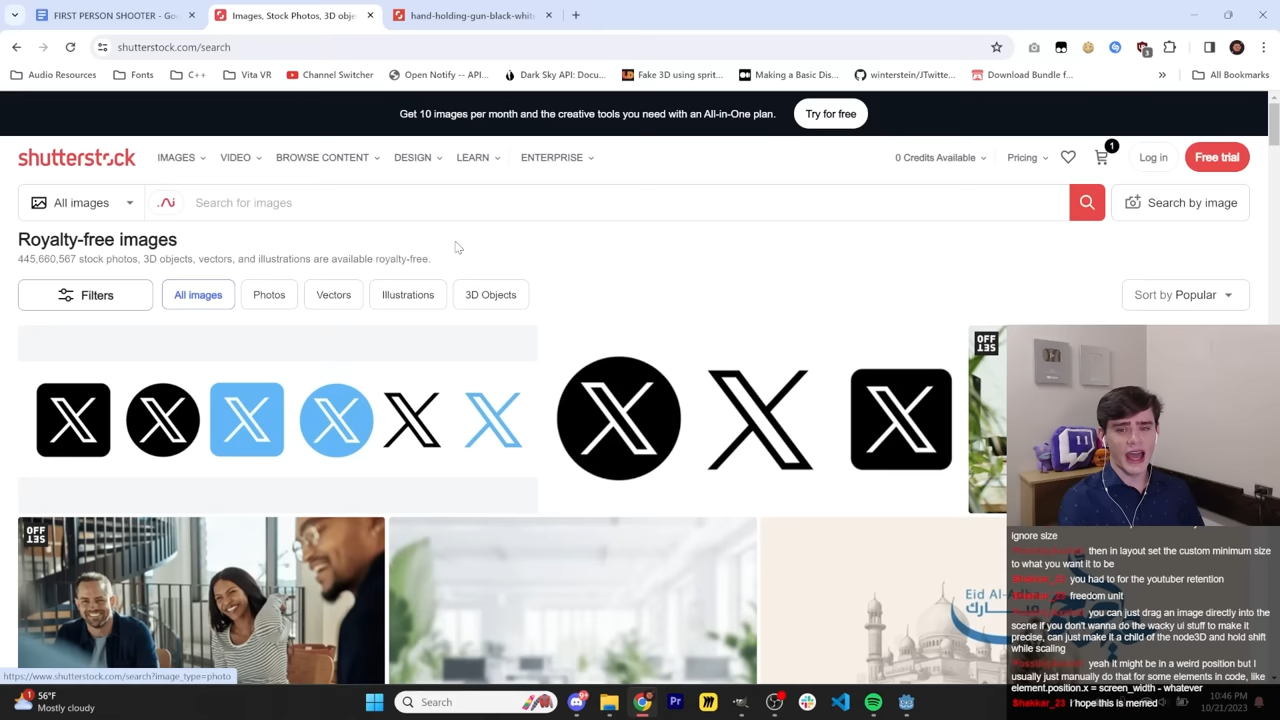 FIRST PERSON SHOOTER - Go
Images, Stock Photos, 3D obje
hand-holding-gun-black-whit
shutterstock.com/search
3
Audio Resources
Fonts
C++
Vita VR
Channel Switcher
Open Notify -- API...
Dark Sky API: Docu...
Fake 3D using sprit...
Making a Basic Dis...
winterstein/JTwitte...
Download Bundle f...
All Bookmarks
Get 10 images per month and the creative tools you need with an All-in-One plan.
Try for free
shutterstock
IMAGES
VIDEO
BROWSE CONTENT
DESIGN
LEARN
ENTERPRISE
0 Credits Available
Pricing
1
Log in
Free trial
All images
Search for images
Search by image
Royalty-free images
445,660,567 stock photos, 3D objects, vectors, and illustrations are available royalty-free.
Filters
All images
Photos
Vectors
Illustrations
3D Objects
Sort by Popular
OFF
SET
OFF
SET
Eid Al-Adha
ignore size
then in layout set the custom minimum size
to what you want it to be
Shakkar_23 you had to for the youtuber retention
Shakkar_23 freedom unit
you can just drag an image directly into the
scene if you don't wanna do the wacky ui stuff to make it
precise, can just make it a child of the node3D and hold shift
while scaling
yeah it might be in a weird position but I
usually just manually do that for some elements in code, like
element.position.x = screen_width - whatever
Shakkar_23 I hope this is memed
https://www.shutterstock.com/search?image_type=photo
1
56°F
Mostly cloudy
Search
Pr
10:46 PM
10/21/2023